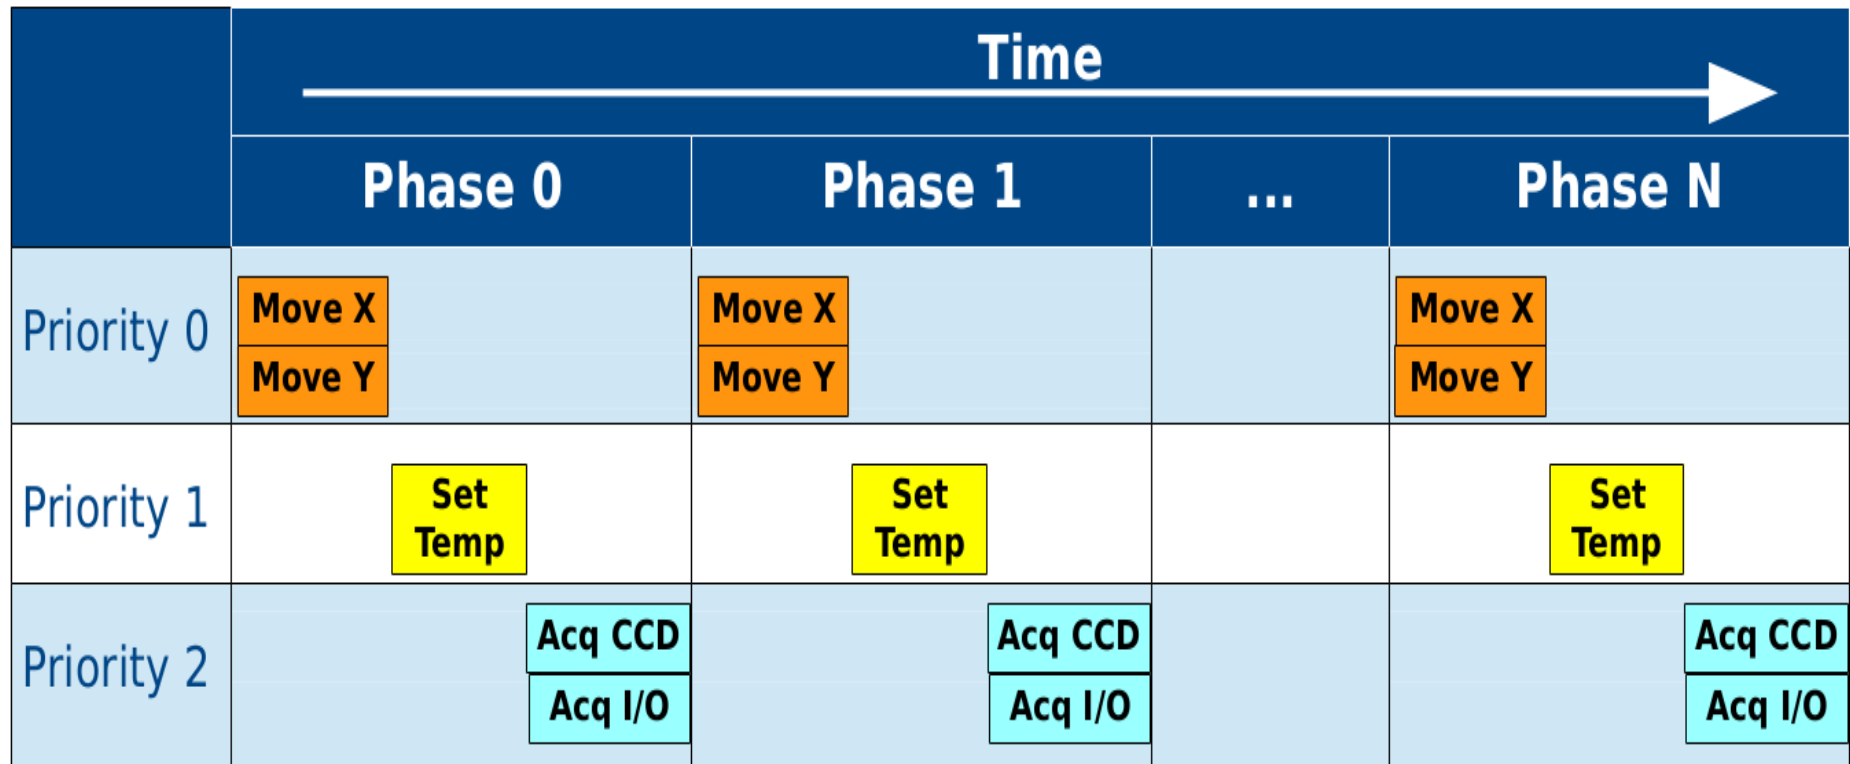 Time
Phase 0
Phase 1
...
Phase N
Priority 0
Move X
Move Y
Move X
Move Y
Move X
Move Y
Priority 1
Set
Temp
Set
Temp
Set
Temp
Priority 2
Acq CCD
Acq I/O
Acq CCD
Acq I/O
Acq CCD
Acq I/O